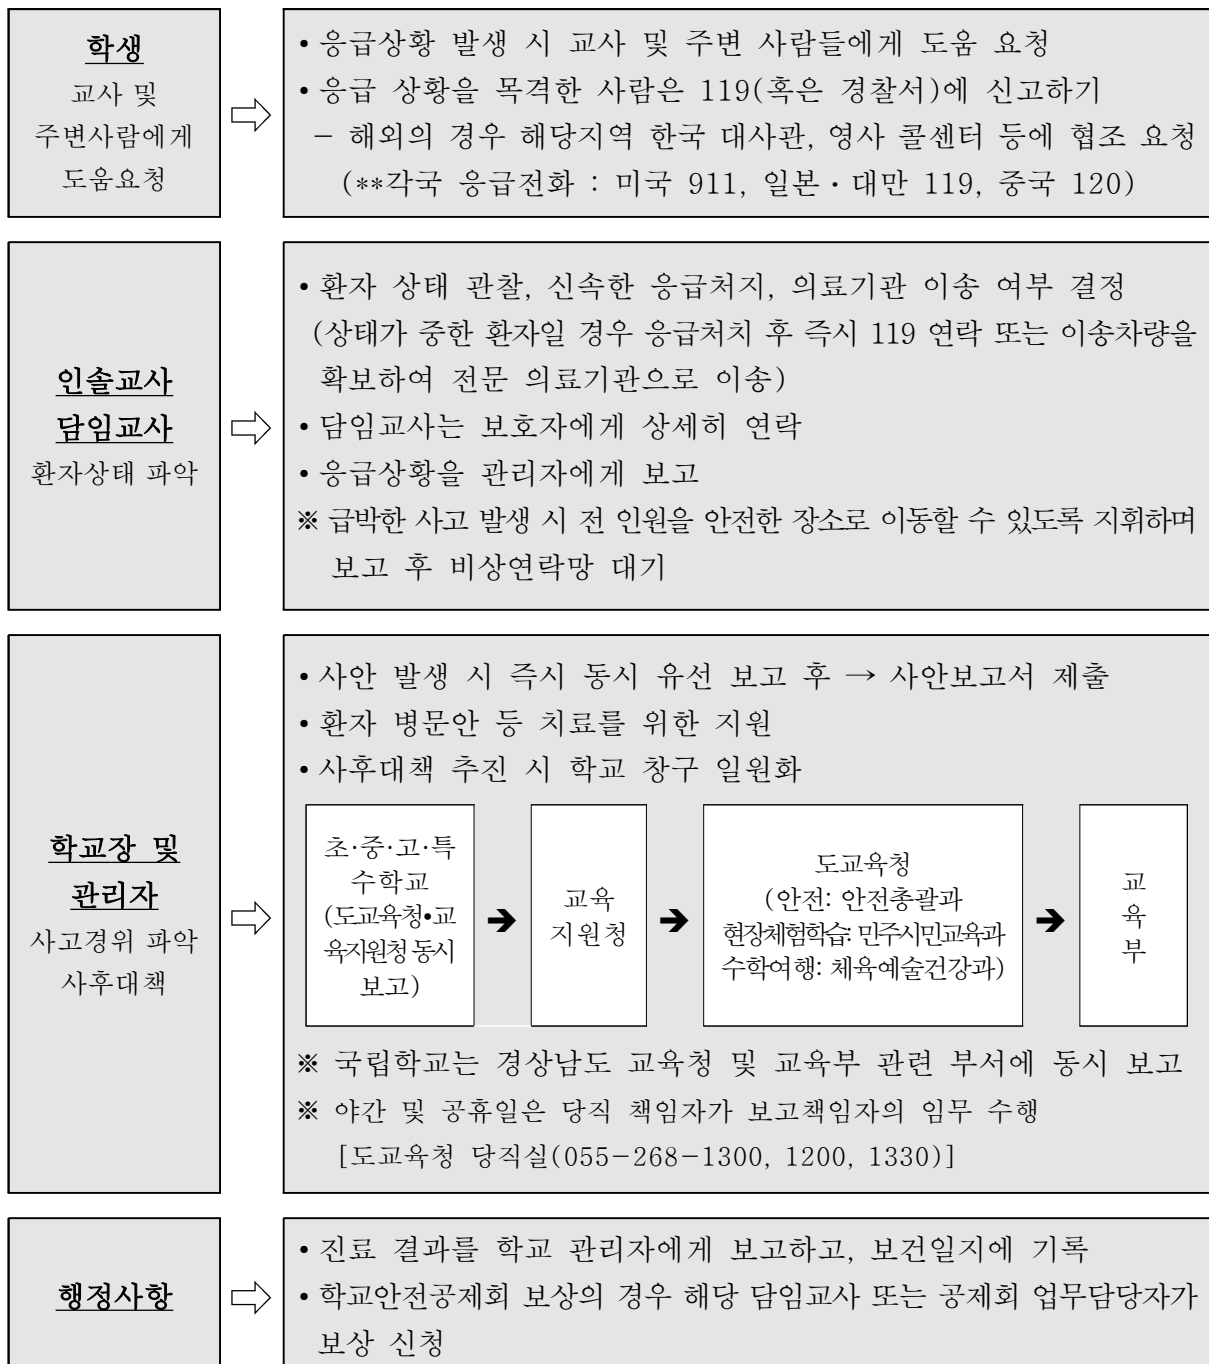 학생
교사 및
주변사람에게
도움요청
• 응급상황 발생 시 교사 및 주변 사람들에게 도움 요청
• 응급 상황을 목격한 사람은 119(혹은 경찰서)에 신고하기
- 해외의 경우 해당지역 한국 대사관, 영사 콜센터 등에 협조 요청
(**각국 응급전화 : 미국 911, 일본·대만 119, 중국 120)
인솔교사
담임교사
환자상태 파악
• 환자 상태 관찰, 신속한 응급처지, 의료기관 이송 여부 결정
(상태가 중한 환자일 경우 응급처치 후 즉시 119 연락 또는 이송차량을
확보하여 전문 의료기관으로 이송)
• 담임교사는 보호자에게 상세히 연락
• 응급상황을 관리자에게 보고
※ 급박한 사고 발생 시 전 인원을 안전한 장소로 이동할 수 있도록 지휘하며
보고 후 비상연락망 대기
학교장 및
관리자
사고경위 파악
사후대책
• 사안 발생 시 즉시 동시 유선 보고 후 → 사안보고서 제출
• 환자 병문안 등 치료를 위한 지원
• 사후대책 추진 시 학교 창구 일원화
초·중·고·특
수학교
(도교육청•교
육지원청 동시
보고)
교육
지원청
도교육청
(안전: 안전총괄과
현장체험학습: 민주시민교육과
수학여행: 체육예술건강과)
교
육
부
※ 국립학교는 경상남도 교육청 및 교육부 관련 부서에 동시 보고
※ 야간 및 공휴일은 당직 책임자가 보고책임자의 임무 수행
[도교육청 당직실(055-268-1300, 1200, 1330)]
행정사항
• 진료 결과를 학교 관리자에게 보고하고, 보건일지에 기록
• 학교안전공제회 보상의 경우 해당 담임교사 또는 공제회 업무담당자가
보상 신청